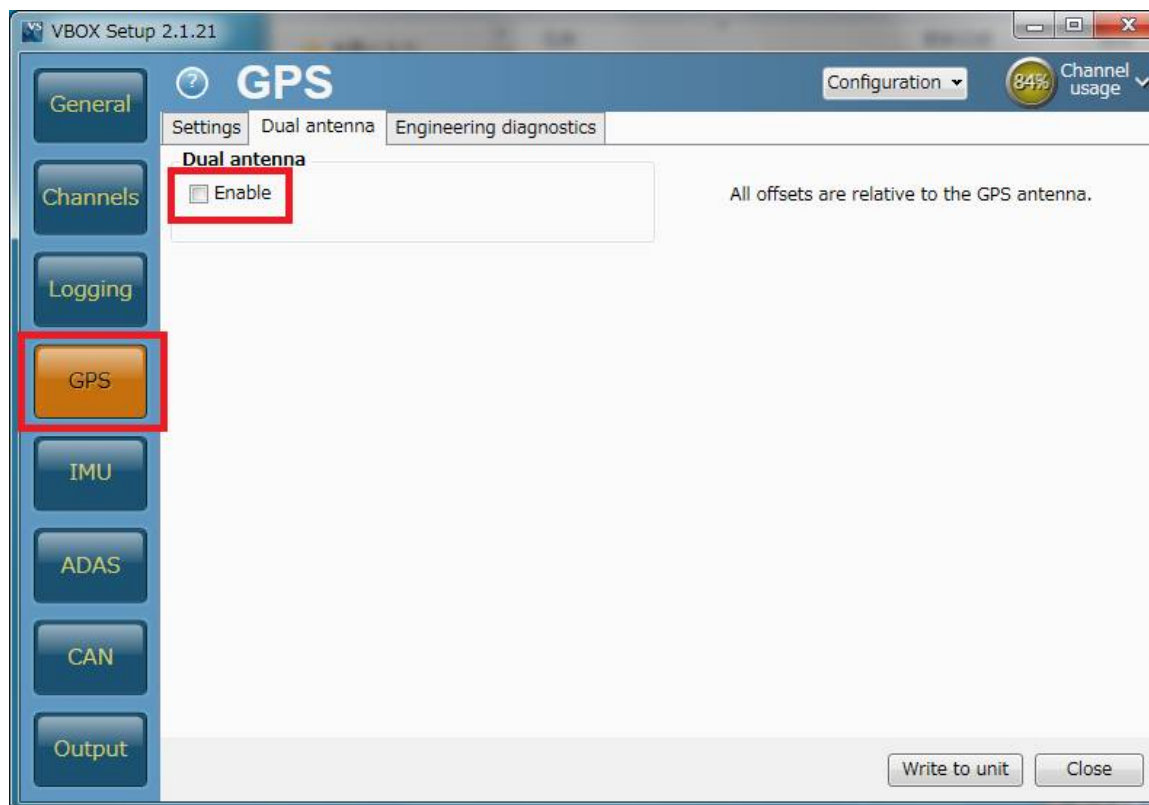 VBOX Setup 2.1.21
General
Channels
Logging
GPS
IMU
ADAS
CAN
Output
? GPS
Configuration
84% Channel usage
Settings Dual antenna Engineering diagnostics
Dual antenna
Enable
All offsets are relative to the GPS antenna.
Write to unit Close